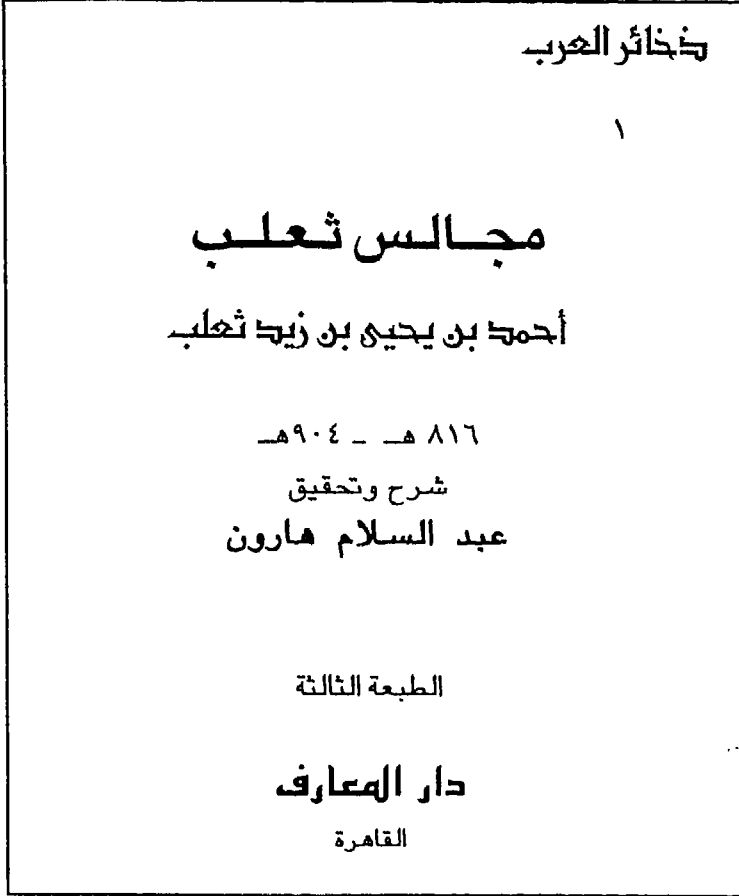 ذخائر العرب
١
مجالس ثعلب
أحمد بن يحيى بن زيد ثعلب
٨١٦ هـ - ٩٠٤هـ
شرح وتحقيق
عبد السلام هارون
الطبعة الثالثة
دار المعارف
القاهرة